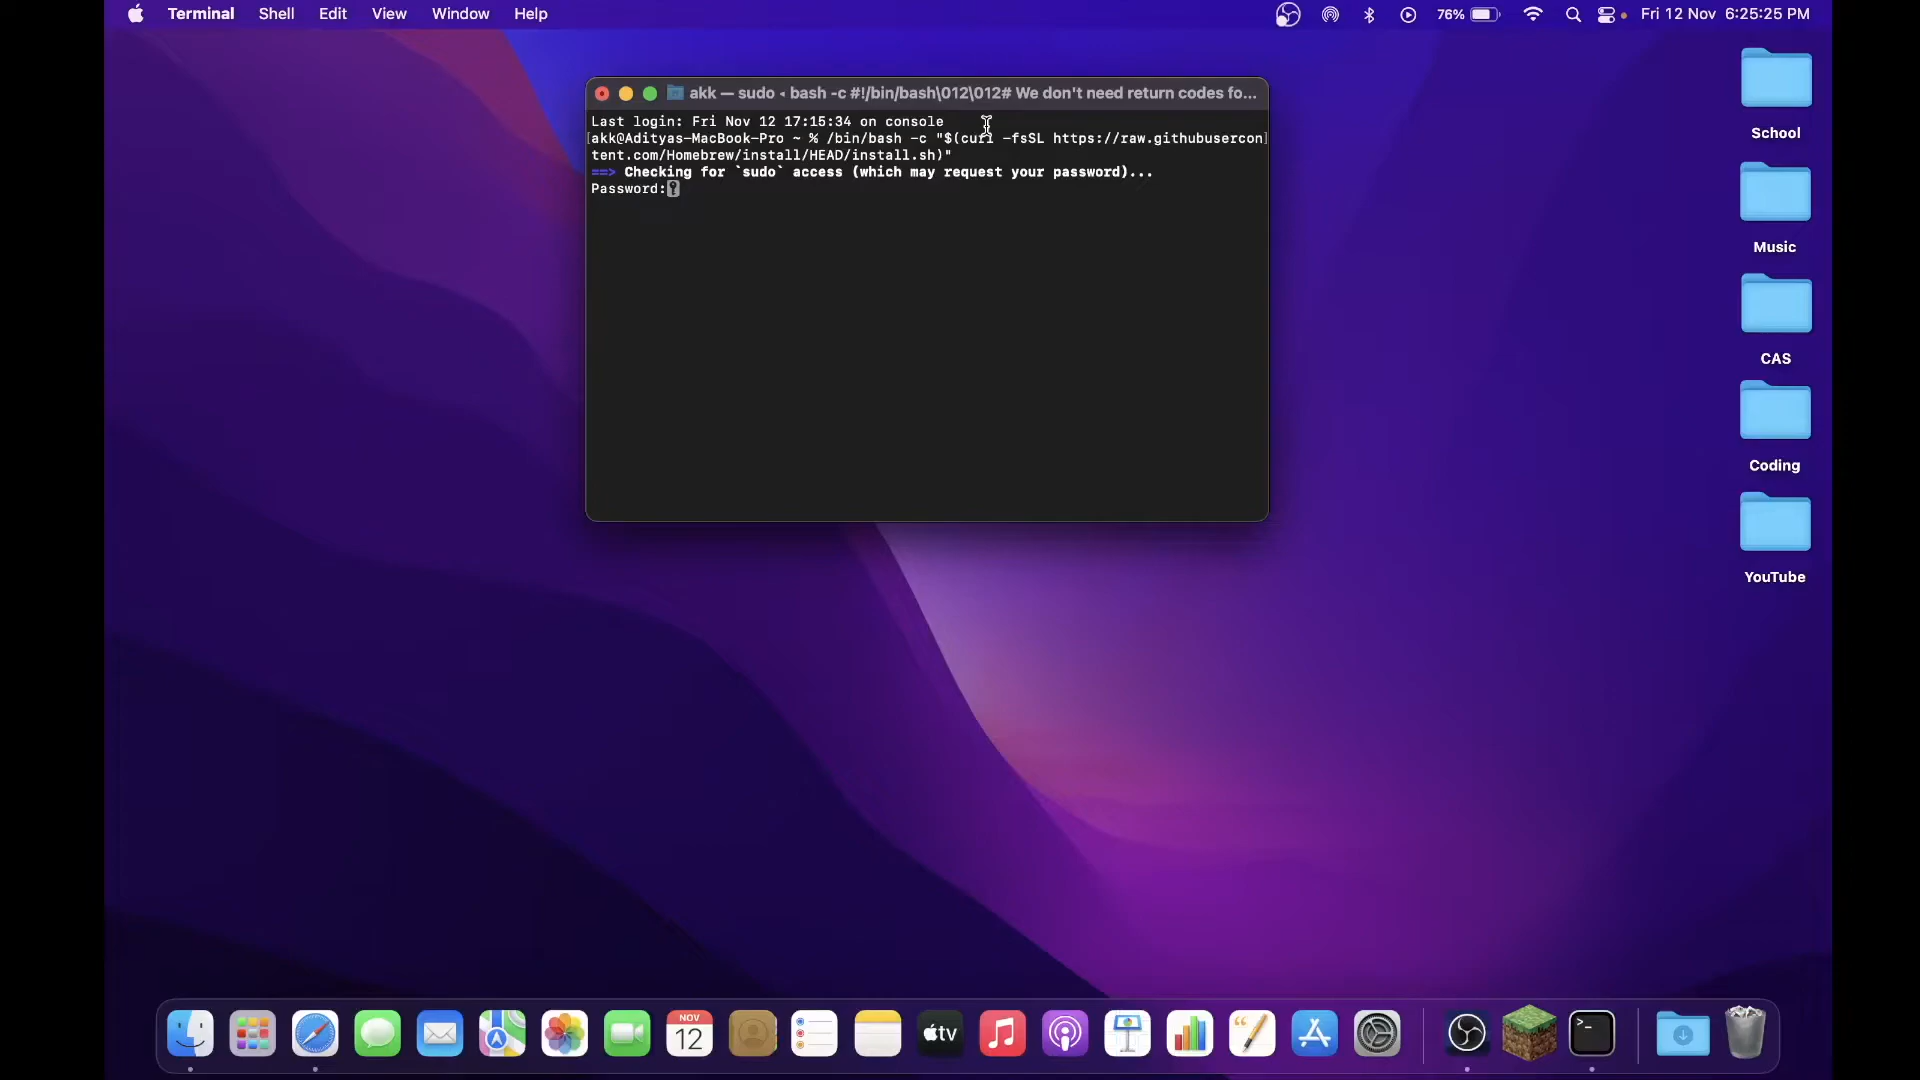 Terminal Shell Edit View Window Help 76% Fri 12 Nov 6:25:25 PM
akk — sudo ◂ bash -c #!/bin/bash\012\012# We don't need return codes fo...
Last login: Fri Nov 12 17:15:34 on console
[akk@Adityas-MacBook-Pro ~ % /bin/bash -c "$(curl -fsSL https://raw.githubusercon]
tent.com/Homebrew/install/HEAD/install.sh)"
==> Checking for `sudo` access (which may request your password)...
Password:
School
Music
CAS
Coding
YouTube
NOV
12
tv
>_